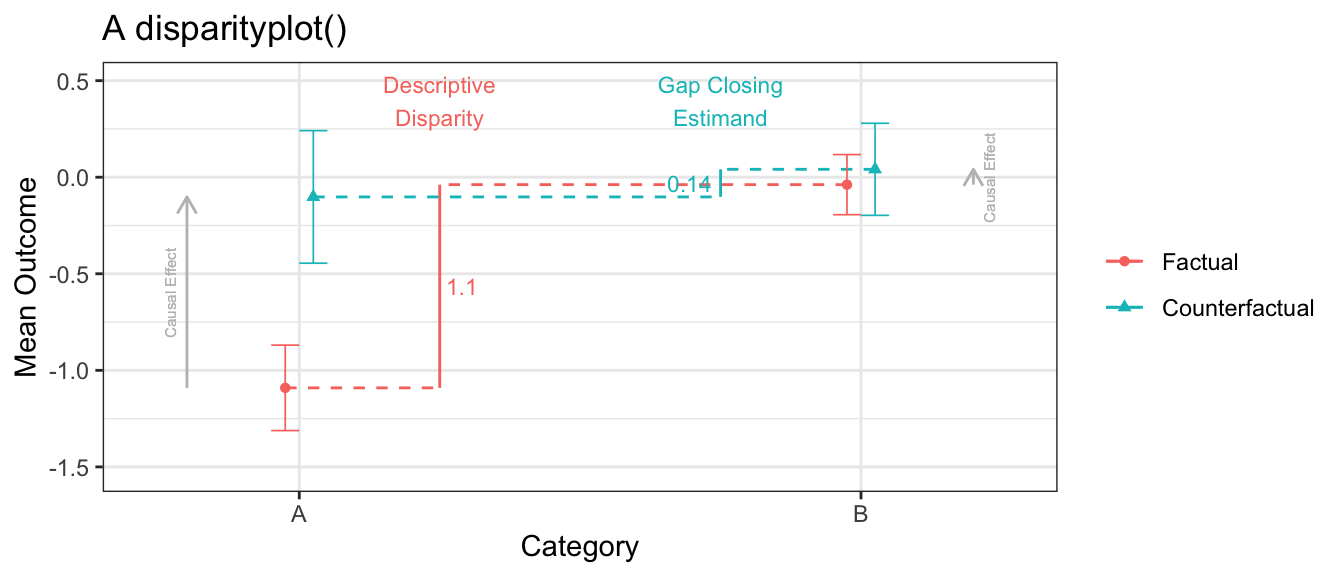 A disparityplot()
Descriptive
Disparity
Gap Closing
Estimand
0.5
0.0
-0.5
-1.0
-1.5
Mean Outcome
Causal Effect
1.1
0.14
Causal Effect
A
B
Category
Factual
Counterfactual